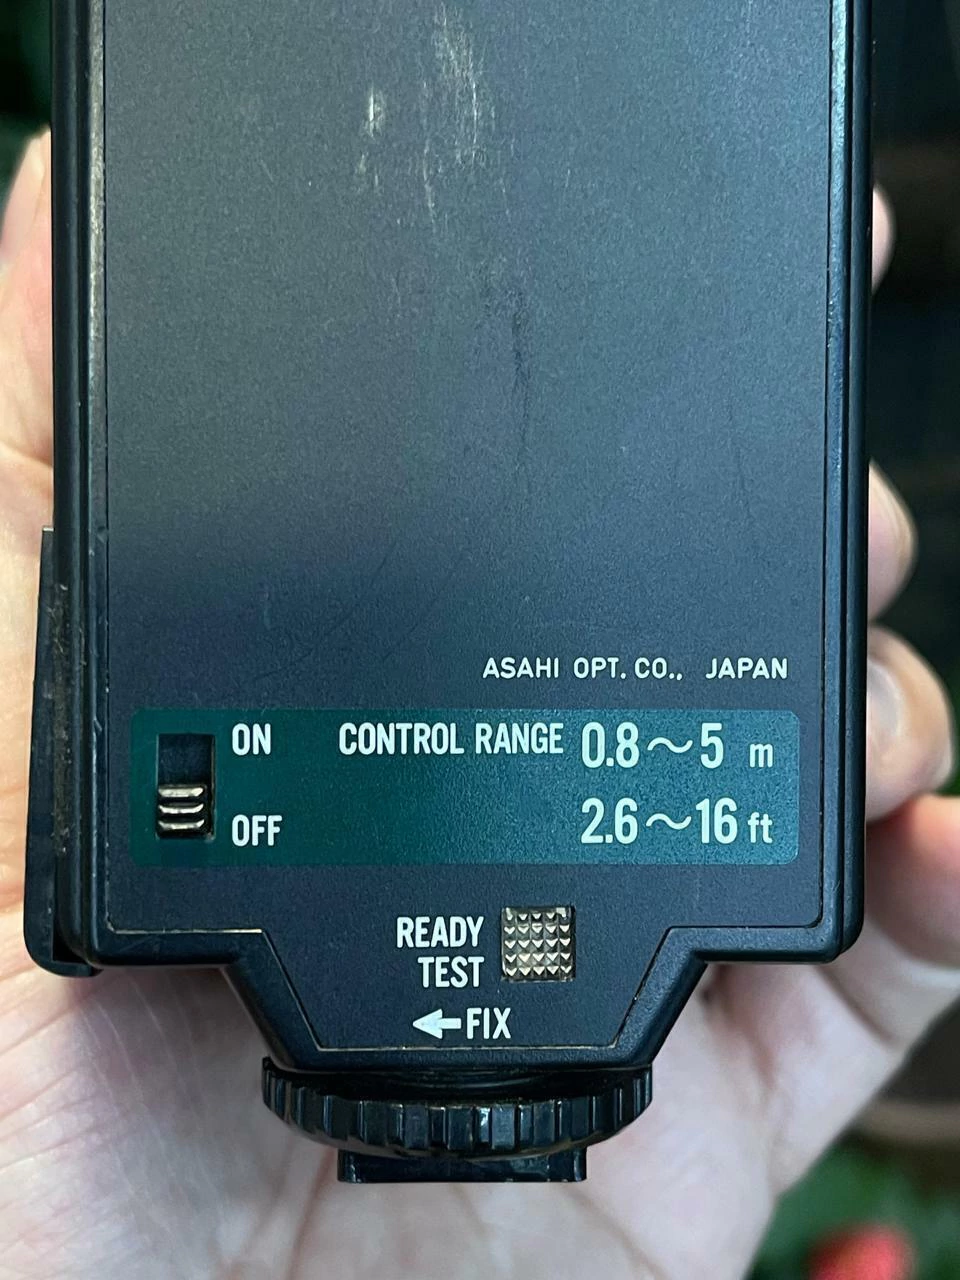 ASAHI OPT. CO., JAPAN
ON CONTROL RANGE 0.8～5 m
OFF 2.6～16 ft
READY
TEST
←FIX